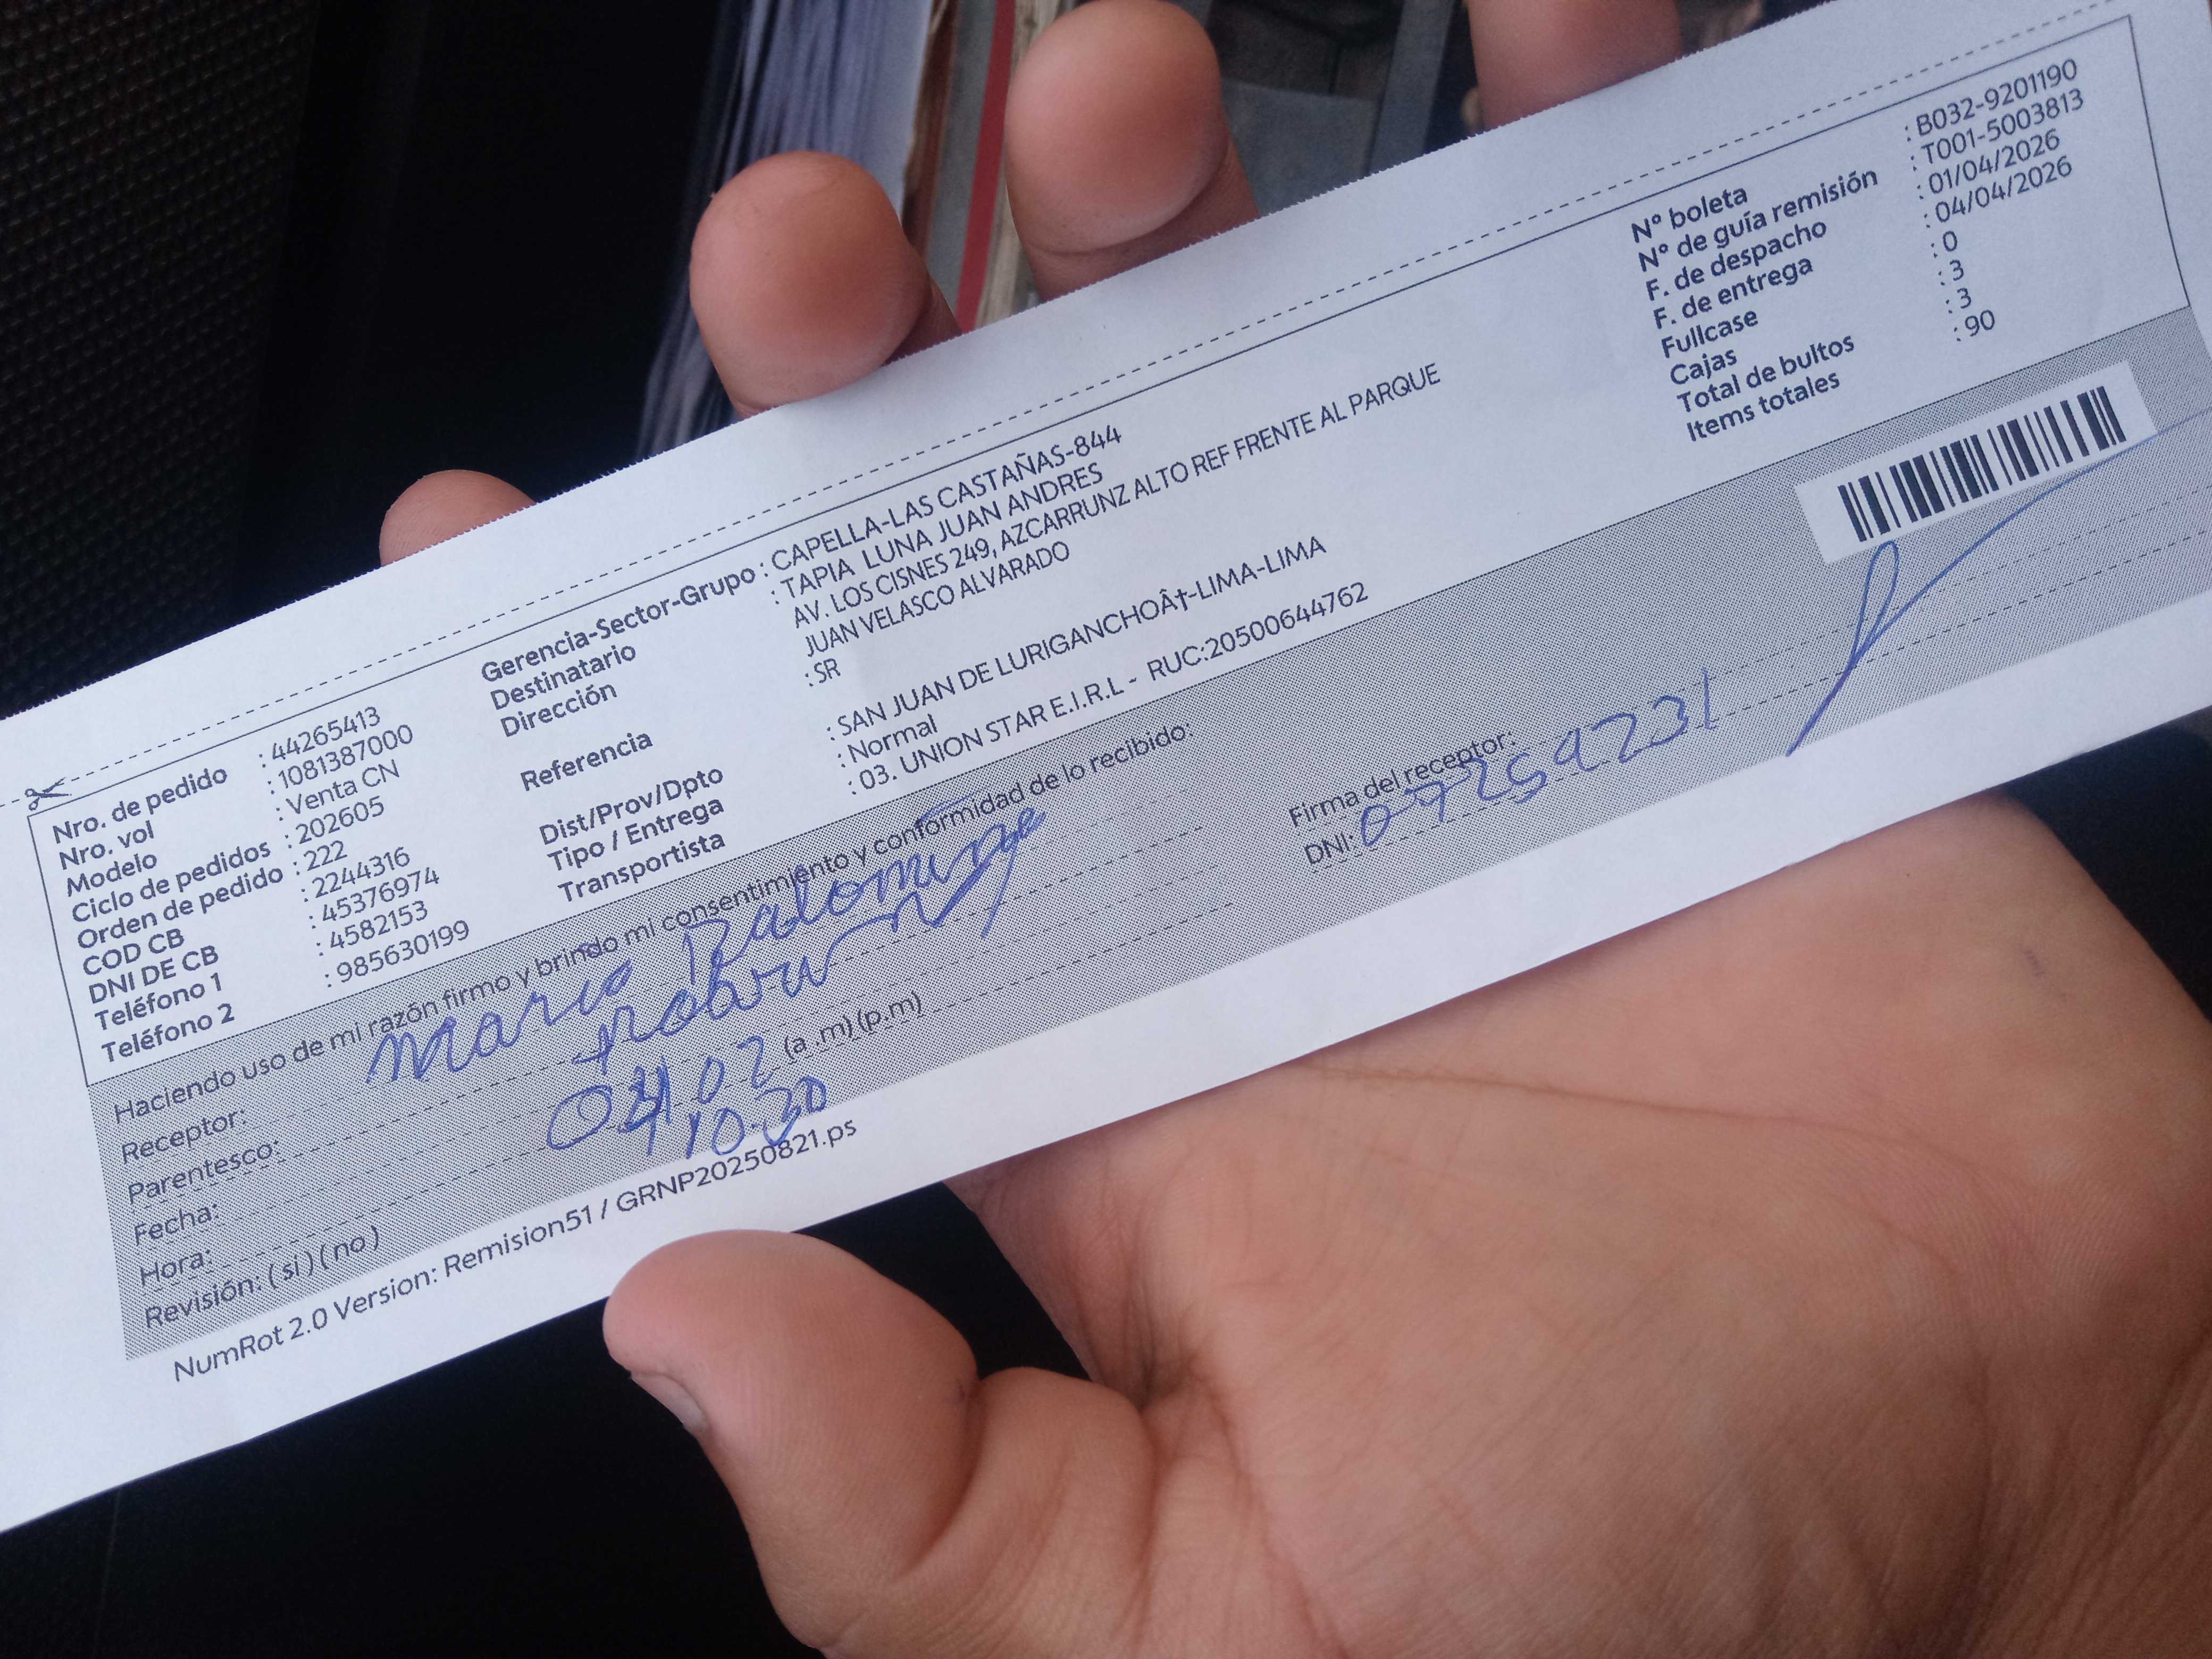 Nro. de pedido : 44265413
Nro. vol : 1081387000
Modelo : Venta CN
Ciclo de pedidos : 202605
Orden de pedido : 222
COD CB : 2244316
DNI DE CB : 45376974
Teléfono 1 : 4582153
Teléfono 2 : 985630199
Gerencia-Sector-Grupo : CAPELLA-LAS CASTAÑAS-844
Destinatario : TAPIA LUNA JUAN ANDRES
Dirección AV. LOS CISNES 249, AZCARRUNZ ALTO REF FRENTE AL PARQUE
JUAN VELASCO ALVARADO
Referencia : SR
Dist/Prov/Dpto : SAN JUAN DE LURIGANCHOÂ†-LIMA-LIMA
Tipo / Entrega : Normal
Transportista : 03. UNION STAR E.I.R.L - RUC:20500644762
N° boleta : B032-9201190
N° de guía remisión : T001-5003813
F. de despacho : 01/04/2026
F. de entrega : 04/04/2026
Fullcase : 0
Cajas : 3
Total de bultos : 3
Items totales : 90
Haciendo uso de mi razón firmo y brindo mi consentimiento y conformidad de lo recibido:
Receptor: Maria
Parentesco:
Fecha:
Hora: 10.30 (a .m) (p.m)
Revisión: ( si ) ( no )
Firma del receptor:
DNI:
NumRot 2.0 Version: Remision51 / GRNP20250821.ps